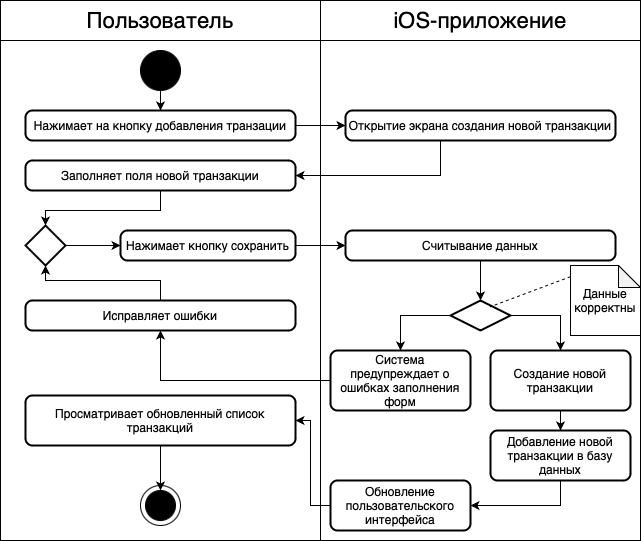 Пользователь
iOS-приложение
Нажимает на кнопку добавления транзации
Открытие экрана создания новой транзакции
Заполняет поля новой транзакции
Нажимает кнопку сохранить
Считывание данных
Данные
корректны
Исправляет ошибки
Система
предупреждает о
ошибках заполнения
форм
Создание новой
транзакции
Просматривает обновленный список
транзакций
Добавление новой
транзакции в базу
данных
Обновление
пользовательского
интерфейса